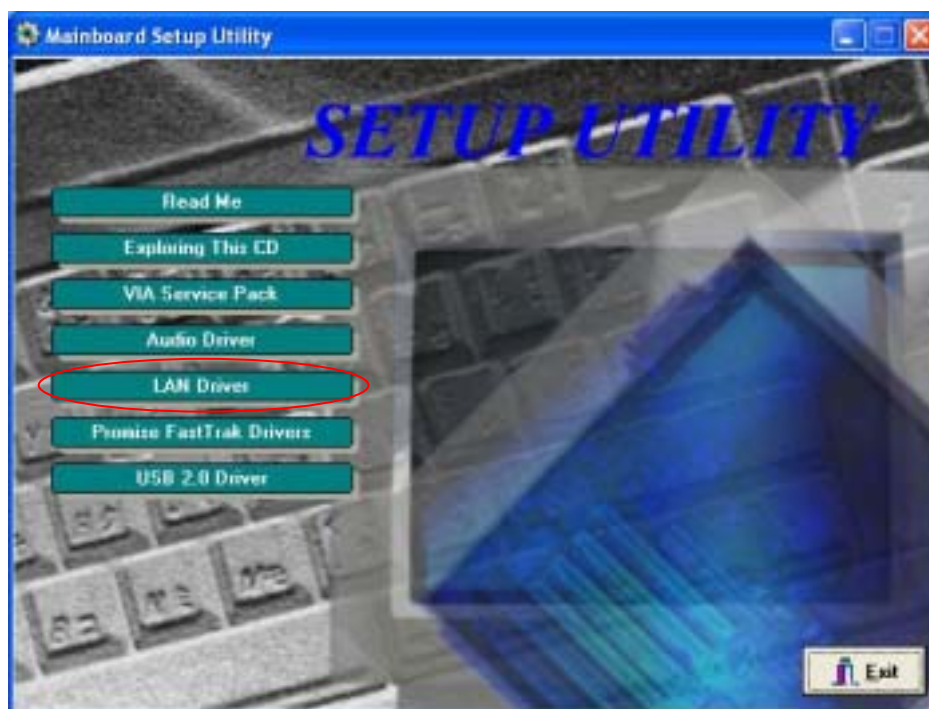 Mainboard Setup Utility
SETUP UTILITY
Read Me
Exploring This CD
VIA Service Pack
Audio Driver
LAN Driver
Promise FastTrak Drivers
USB 2.0 Driver
Exit